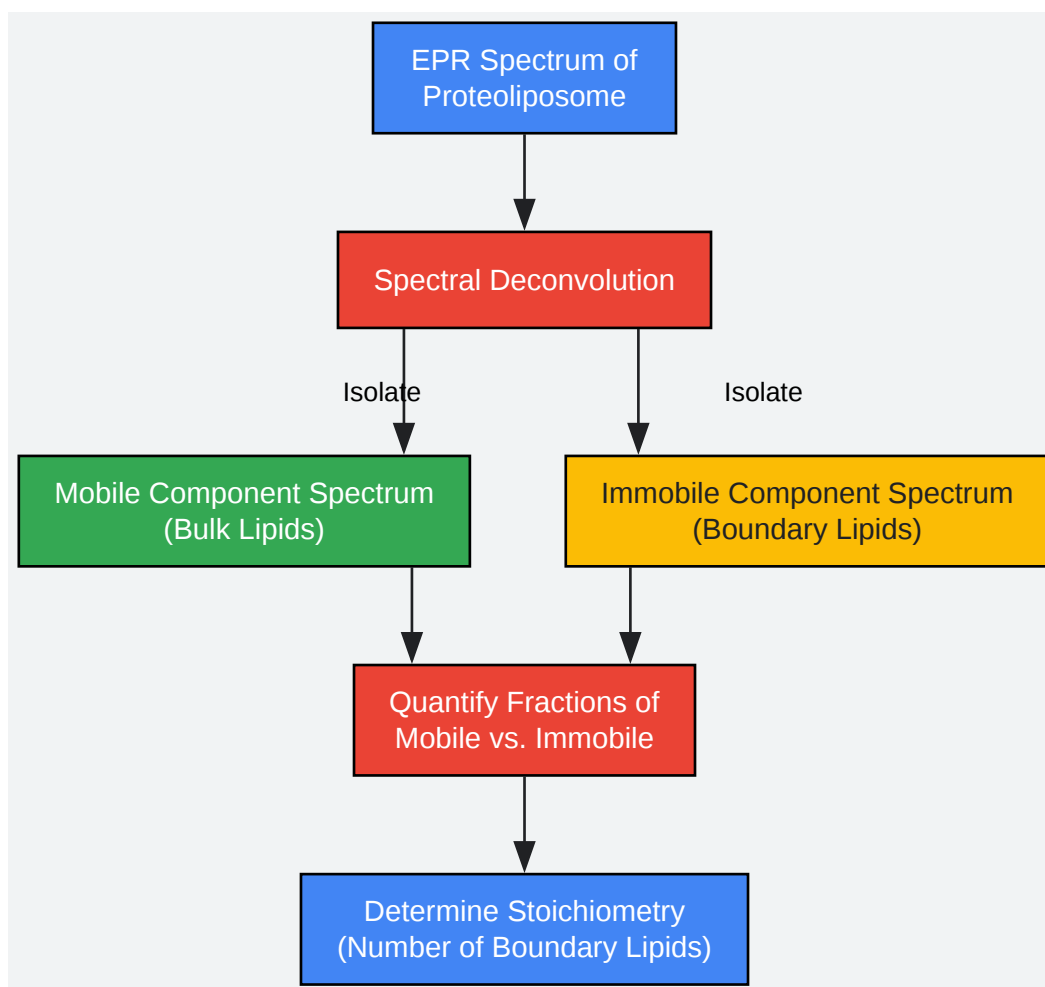 EPR Spectrum of
Proteoliposome
Spectral Deconvolution
Isolate
Isolate
Mobile Component Spectrum
(Bulk Lipids)
Immobile Component Spectrum
(Boundary Lipids)
Quantify Fractions of
Mobile vs. Immobile
Determine Stoichiometry
(Number of Boundary Lipids)